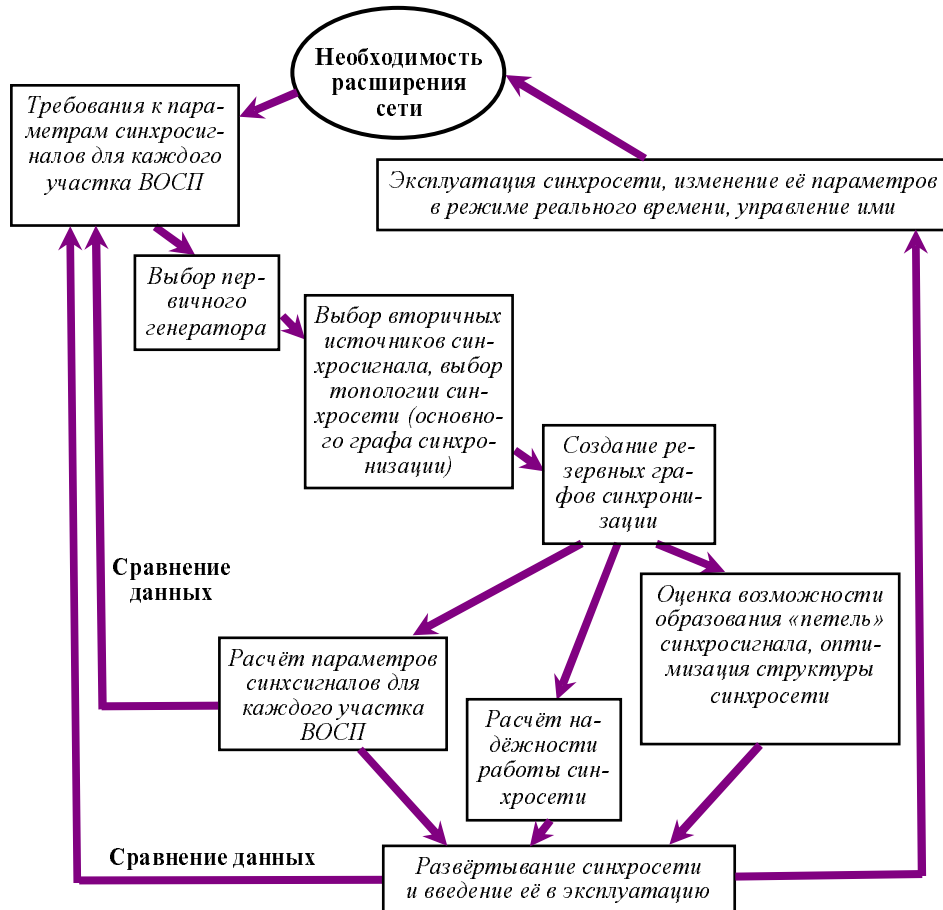 Необходимость
расширения
сети
Требования к пара-
метрам синхросиг-
налов для каждого
участка ВОСП
Эксплуатация синхросети, изменение её параметров
в режиме реального времени, управление ими
Выбор пер-
вичного
генератора
Выбор вторичных
источников син-
хросигнала, выбор
топологии син-
хросети (основно-
го графа синхро-
низации)
Создание ре-
зервных гра-
фов синхрони-
зации
Сравнение
данных
Оценка возможности
образования «петель»
синхросигнала, опти-
мизация структуры
синхросети
Расчёт параметров
синхсигналов для
каждого участка
ВОСП
Расчёт на-
дёжности
работы син-
хросети
Сравнение данных
Развёртывание синхросети
и введение её в эксплуатацию